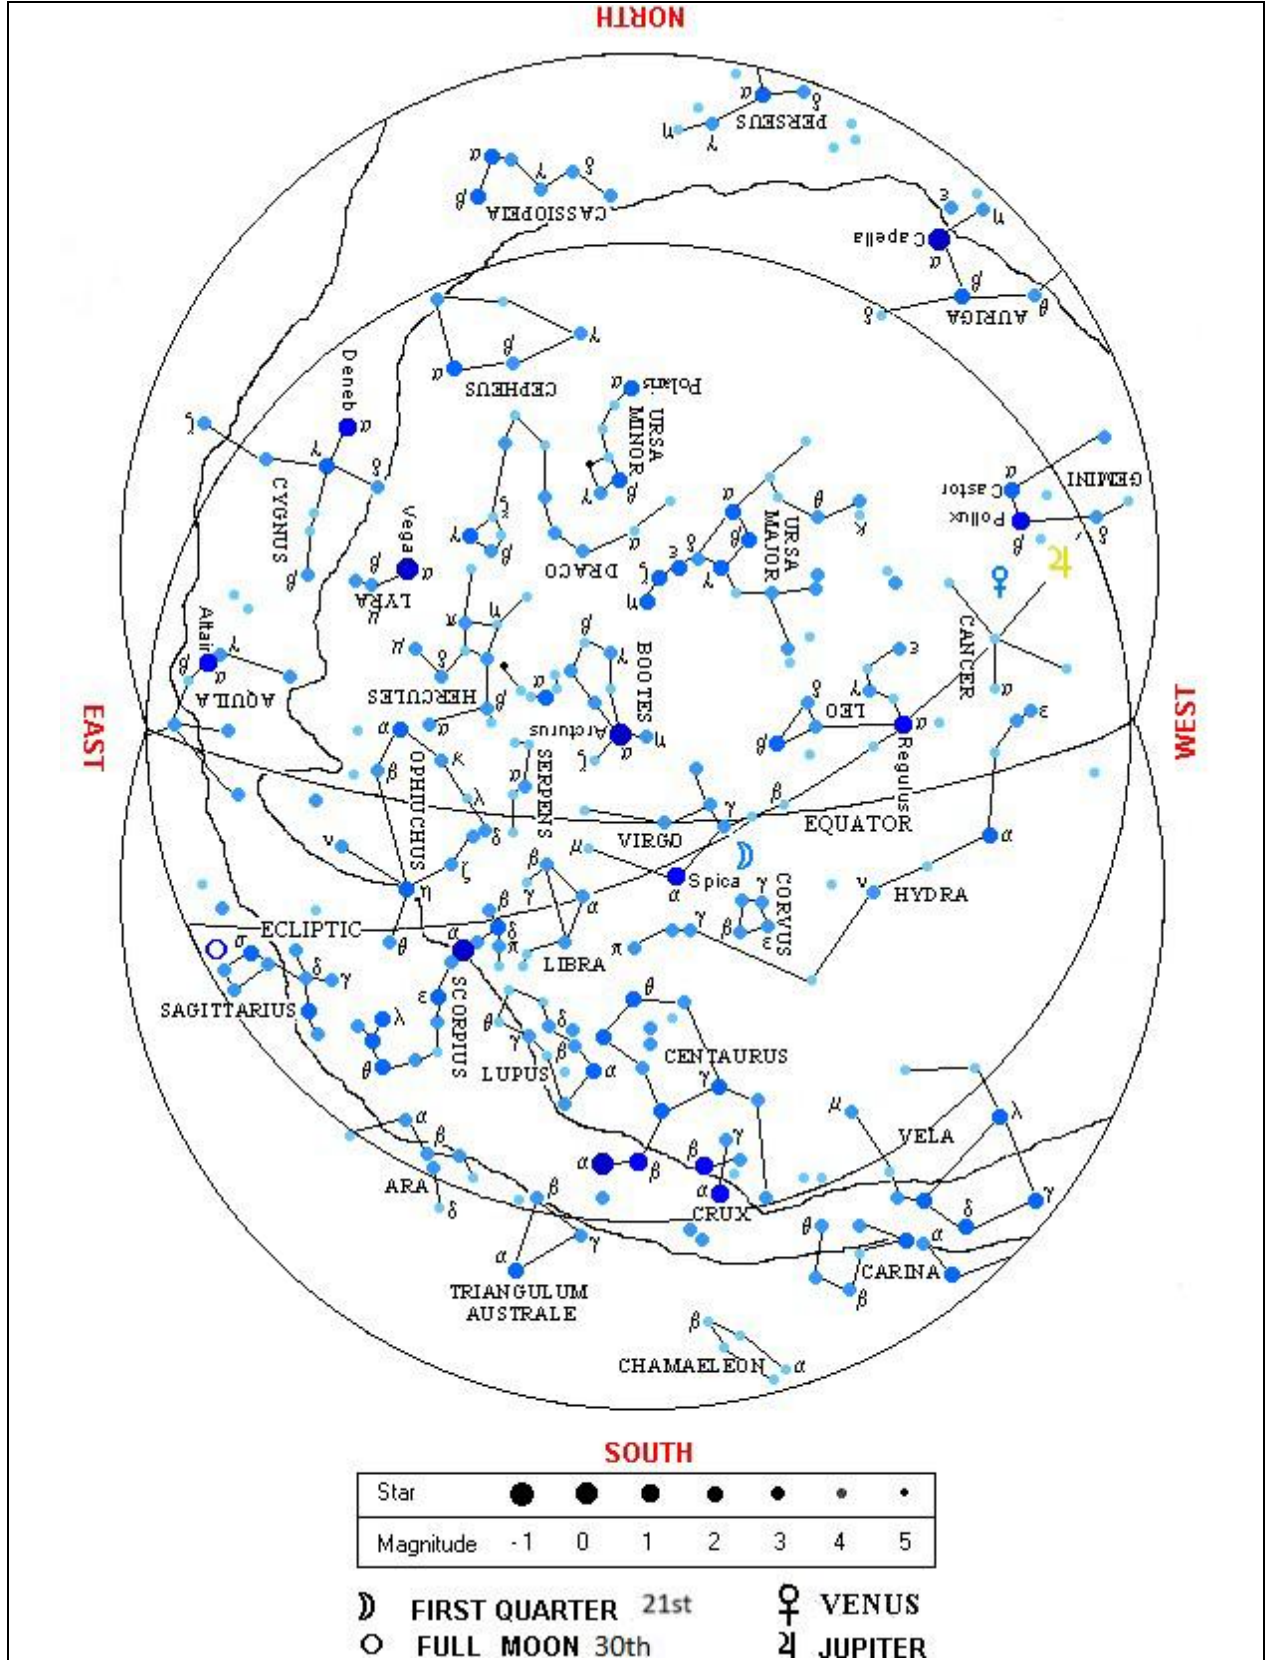 NORTH
α
δ
PERSEUS
η
γ
α
γ
δ
β
CASSIOPEIA
ε
η
Capella
α
β
θ
δ
AURIGA
γ
β
α
CEPHEUS
Deneb
α
α
Polaris
URSA
MINOR
β
γ
ζ
γ
δ
CYGNUS
β
GEMINI
α
Castor
Pollux
β
δ
α
θ
κ
β
URSA
MAJOR
δ
ε
ζ
η
γ
ξ
γ
β
α
DRACO
Vega
α
β
LYRA
μ
♃
♀
Altair
γ
β
α
AQUILA
π
η
μ
δ
HERCULES
β
α
β
γ
BOOTES
α
Arcturus
α
η
ζ
CANCER
α
ε
γ
δ
LEO
β
α
Regulus
ε
EAST
WEST
α
β
κ
OPHIUCHUS
λ
δ
ζ
ν
η
θ
SERPENS
α
VIRGO
γ
β
EQUATOR
μ
Spica
α
α
HYDRA
ν
γ
CORVUS
β
ε
γ
π
β
γ
α
LIBRA
ECLIPTIC
σ
δ
γ
SAGITTARIUS
β
δ
α
π
SCORPIUS
ε
λ
θ
θ
δ
γ
β
α
LUPUS
θ
CENTAURUS
γ
α
β
β
γ
α
CRUX
μ
λ
VELA
γ
δ
α
β
ARA
δ
β
γ
α
TRIANGULUM
AUSTRALE
θ
α
CARINA
β
β
CHAMAELEON
α
SOUTH
Star
Magnitude -1 0 1 2 3 4 5
☽ FIRST QUARTER 21st ♀ VENUS
○ FULL MOON 30th ♃ JUPITER